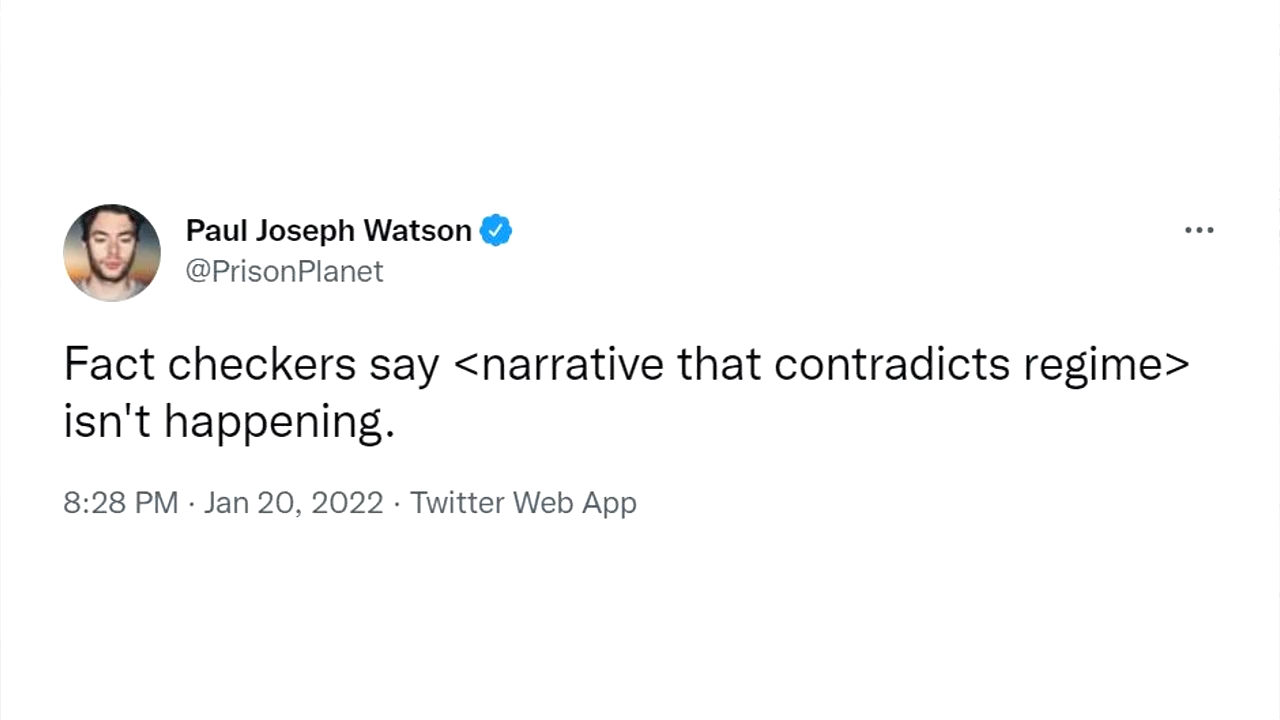 Paul Joseph Watson
@PrisonPlanet
Fact checkers say <narrative that contradicts regime>
isn't happening.
8:28 PM · Jan 20, 2022 · Twitter Web App